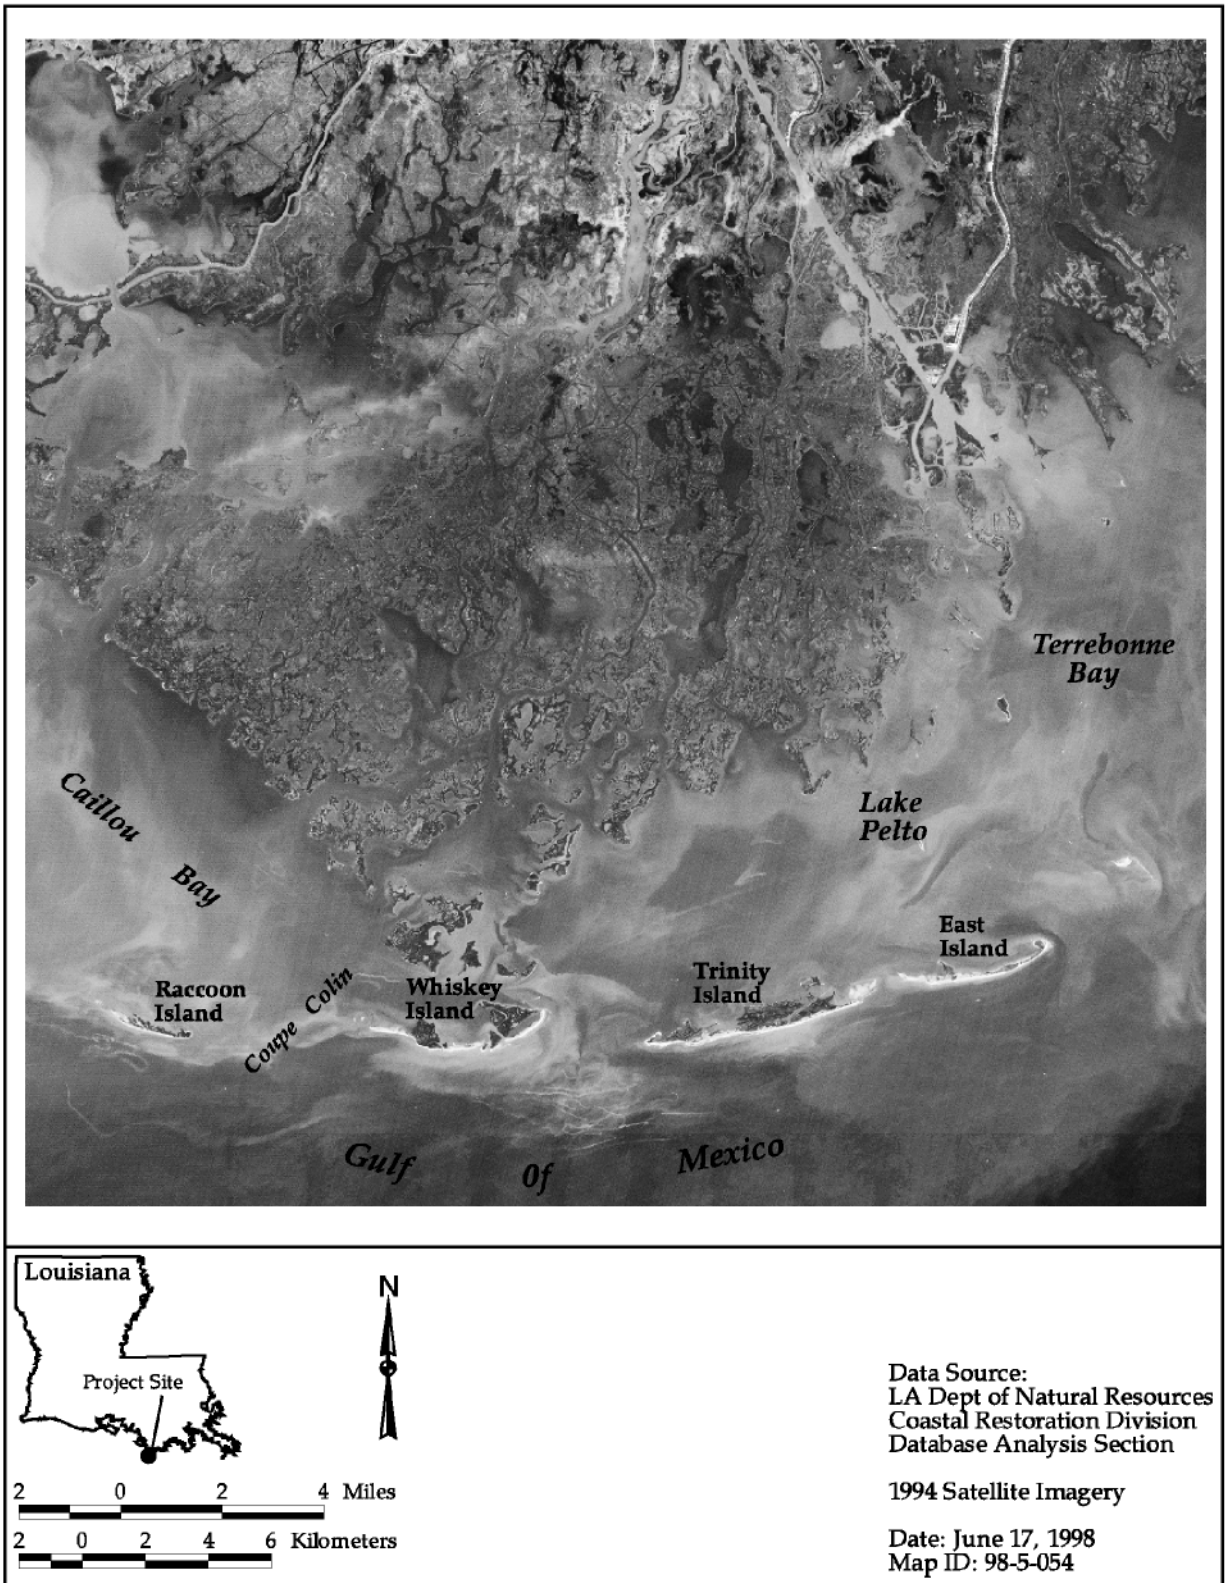 Terrebonne
Bay
Caillou
Bay
Lake
Pelto
East
Island
Trinity
Island
Whiskey
Island
Raccoon
Island
Coupe Colin
Gulf 0f Mexico
Louisiana
Project Site
N
2 0 2 4 Miles
2 0 2 4 6 Kilometers
Data Source:
LA Dept of Natural Resources
Coastal Restoration Division
Database Analysis Section
1994 Satellite Imagery
Date: June 17, 1998
Map ID: 98-5-054